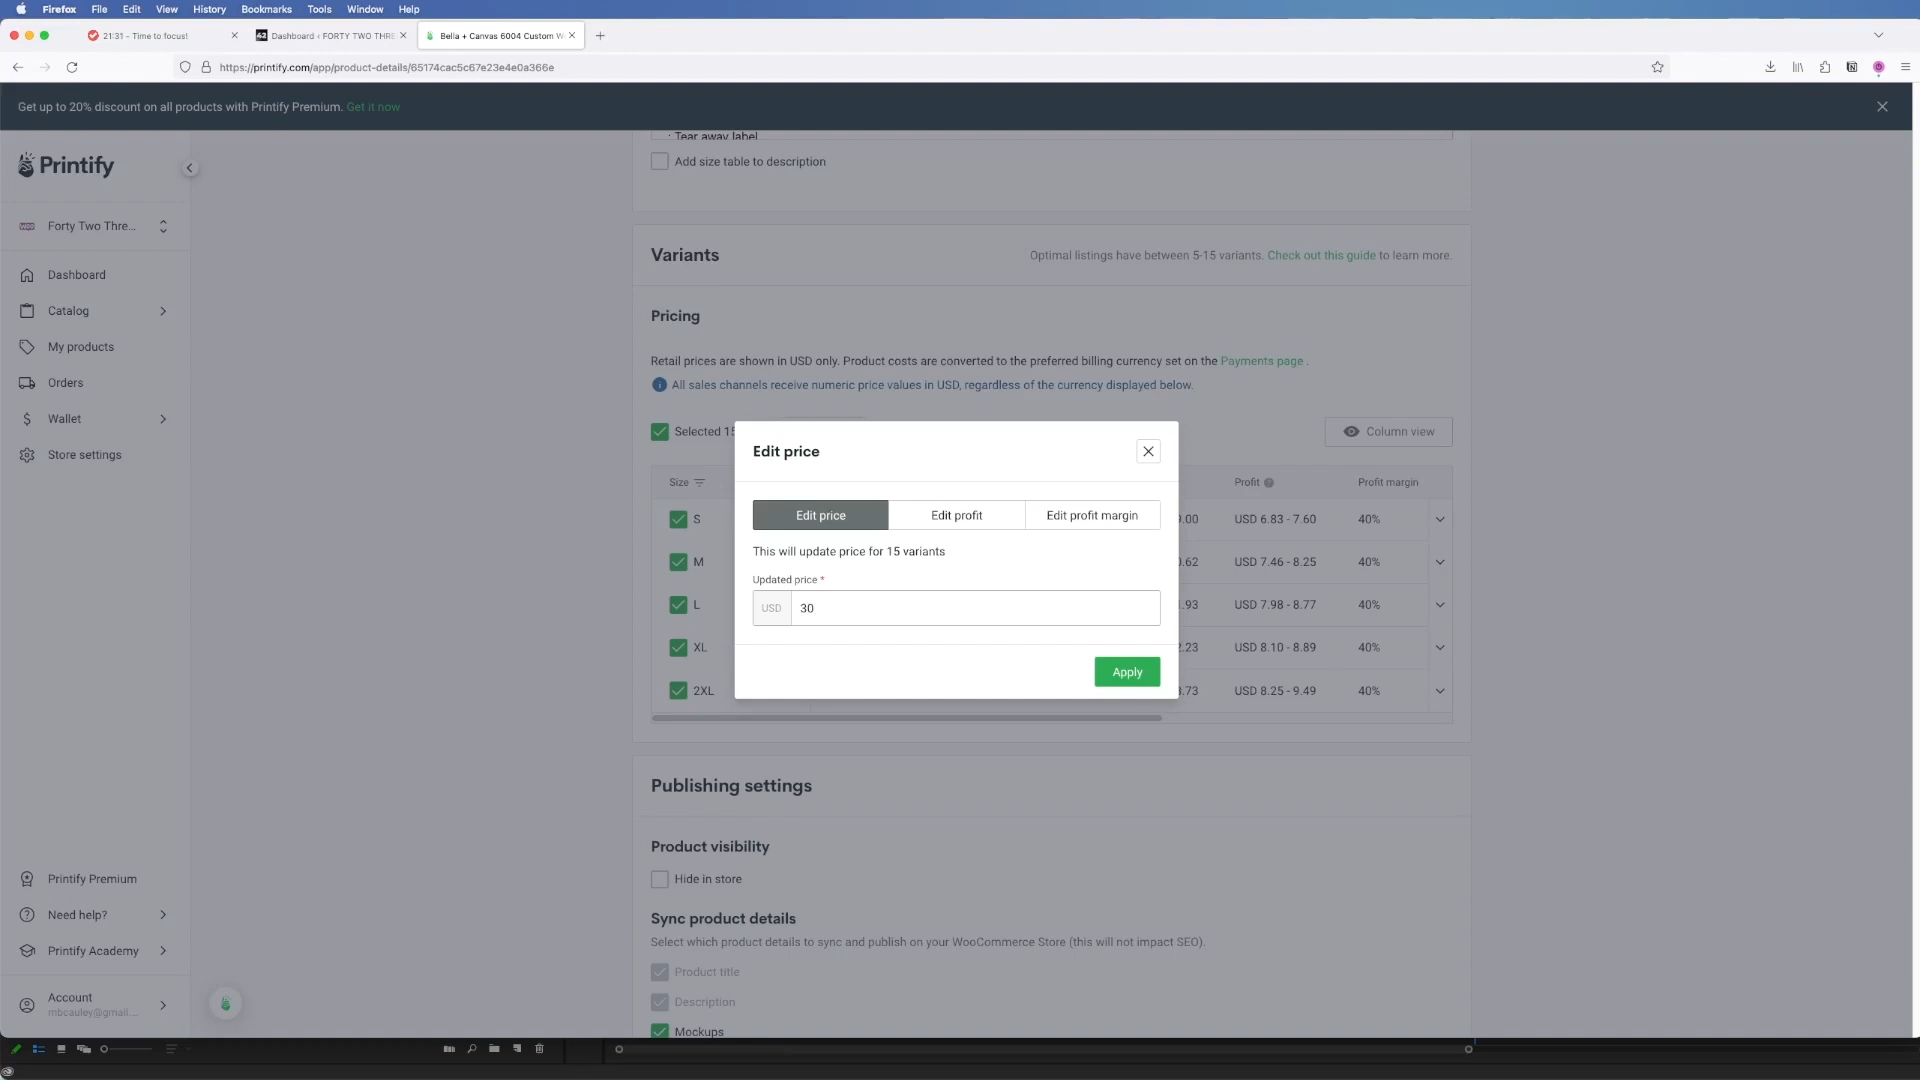 Firefox File Edit View History Bookmarks Tools Window Help
21:31 - Time to focus!
42 Dashboard ‹ FORTY TWO THRE
Bella + Canvas 6004 Custom W
https://printify.com/app/product-details/65174cac5c67e23e4e0a366e
Get up to 20% discount on all products with Printify Premium. Get it now
Printify
Woo Forty Two Thre...
Dashboard
Catalog
My products
Orders
Wallet
Store settings
Printify Premium
Need help?
Printify Academy
Account
mbcauley@gmail...
· Tear away label
Add size table to description
Variants
Optimal listings have between 5-15 variants. Check out this guide to learn more.
Pricing
Retail prices are shown in USD only. Product costs are converted to the preferred billing currency set on the Payments page .
All sales channels receive numeric price values in USD, regardless of the currency displayed below.
Selected 15
Column view
Size Profit Profit margin
S 9.00 USD 6.83 - 7.60 40%
M 0.62 USD 7.46 - 8.25 40%
L .93 USD 7.98 - 8.77 40%
XL 2.23 USD 8.10 - 8.89 40%
2XL 3.73 USD 8.25 - 9.49 40%
Edit price
Edit price Edit profit Edit profit margin
This will update price for 15 variants
Updated price *
USD 30
Apply
Publishing settings
Product visibility
Hide in store
Sync product details
Select which product details to sync and publish on your WooCommerce Store (this will not impact SEO).
Product title
Description
Mockups